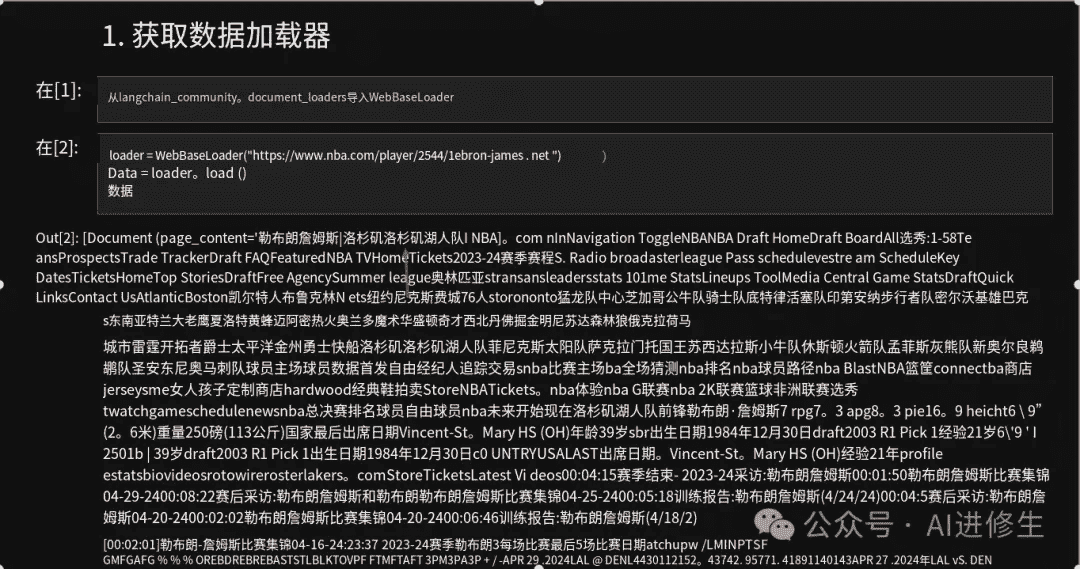 1. 获取数据加载器
在[1]:
从langchain_community。document_loaders导入WebBaseLoader
在[2]:
loader = WebBaseLoader("https://www.nba.com/player/2544/1ebron-james . net ") )
Data = loader。load ()
数据
Out[2]: [Document (page_content='勒布朗詹姆斯|洛杉矶洛杉矶湖人队I NBA]。com nInNavigation ToggleNBANBA Draft HomeDraft BoardAll选秀:1-58Te
ansProspectsTrade TrackerDraft FAQFeaturedNBA TVHomeTickets2023-24赛季赛程S. Radio broadasterleague Pass schedulevestre am ScheduleKey
DatesTicketsHomeTop StoriesDraftFree AgencySummer league奥林匹亚stransansleadersstats 101me StatsLineups ToolMedia Central Game StatsDraftQuick
LinksContact UsAtlanticBoston凯尔特人布鲁克林N ets纽约尼克斯费城76人storononto猛龙队中心芝加哥公牛队骑士队底特律活塞队印第安纳步行者队密尔沃基雄雄鹿布克
s东南亚特兰大老鹰夏洛特黄蜂迈阿密热火奥兰多魔术华盛顿奇才西北丹佛掘金明尼苏达森林狼俄克拉荷马
城市雷霆开拓者爵士太平洋金州勇士快船洛杉矶洛杉矶湖人队菲尼克斯太阳队萨克拉门托国王苏西达拉斯小牛队休斯顿火箭队孟菲斯灰熊队新奥尔良鹈
鹕队圣安东尼奥马刺队球员主场球员数据首发自由经纪人追踪交易snba比赛主场ba全场猜测nba排名nba球员路径nba BlastNBA篮筐connectba商店
jerseysme女人孩子定制商店hardwood经典鞋拍卖StoreNBATickets。nba体验nba G联赛nba 2K联赛篮球非洲联赛选秀
twatchgameschedulenewsnba总决赛排名球员自由球员nba未来开始现在洛杉矶湖人队前锋勒布朗·詹姆斯7 rpg7。3 apg8。3 pie16。9 heicht6 \ 9”
(2。6米)重量250磅(113公斤)国家最后出席日期Vincent-St。Mary HS (OH)年龄39岁sbr出生日期1984年12月30日draft2003 R1 Pick 1经验21岁6\'9 ' l
2501b | 39岁draft2003 R1 Pick 1出生日期1984年12月30日c0 UNTRYUSALAST出席日期。Vincent-St。Mary HS (OH)经验21年profile
estatsbiovideosrotowirerosterlakers。comStoreTicketsLatest Vi deos00:04:15赛季结束- 2023-24采访:勒布朗詹姆斯00:01:50勒布朗詹姆斯比赛集锦
04-29-2400:08:22赛后采访:勒布朗詹姆斯和勒布朗勒布朗詹姆斯比赛集锦04-25-2400:05:18训练报告:勒布朗詹姆斯(4/24/24)00:04:5赛后采访:勒布朗詹
姆斯04-20-2400:02:02勒布朗詹姆斯比赛集锦04-20-2400:06:46训练报告:勒布朗詹姆斯(4/18/2)
[00:02:01]勒布朗-詹姆斯比赛集锦04-16-24:23:37 2023-24赛季勒布朗3每场比赛最后5场比赛日期atchupw /LMINPTSF
GMFGAFG % % % OREBDREBREBASTSTLBLKTOVPF FTMFTAFT 3PM3PA3P + / -APR 29 .2024LAL @ DENL4430112152。43742. 95771. 41891140143APR 27 .2024年LAL vS. DEN
公众号 · AI进修生